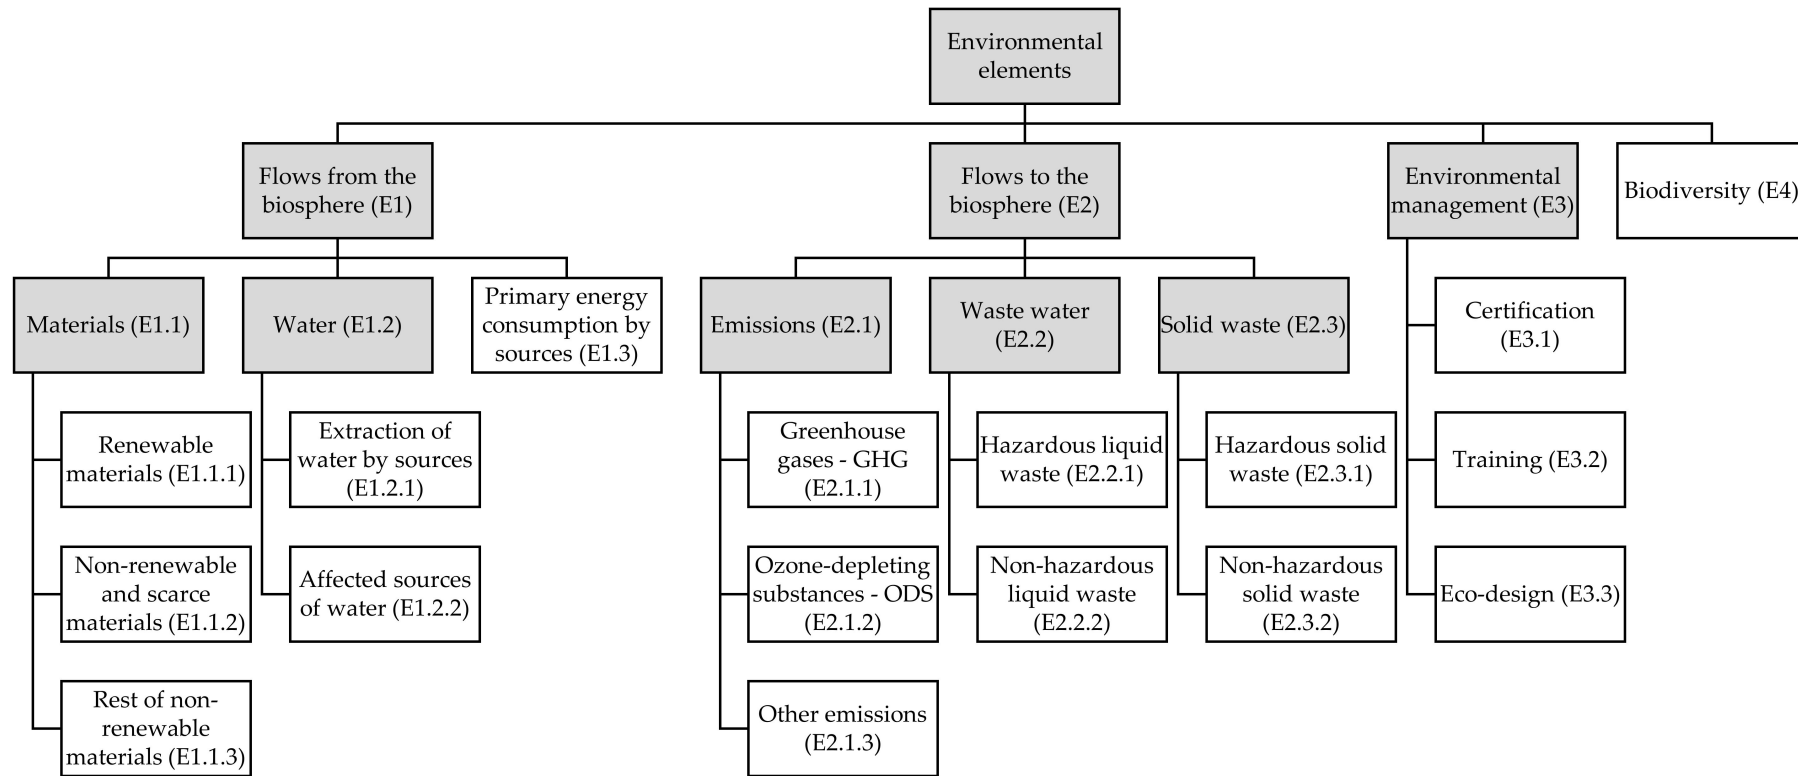 Environmental
elements
Flows from the
biosphere (E1)
Flows to the
biosphere (E2)
Environmental
management (E3)
Biodiversity (E4)
Materials (E1.1)
Water (E1.2)
Primary energy
consumption by
sources (E1.3)
Emissions (E2.1)
Waste water
(E2.2)
Solid waste (E2.3)
Certification
(E3.1)
Renewable
materials (E1.1.1)
Extraction of
water by sources
(E1.2.1)
Greenhouse
gases - GHG
(E2.1.1)
Hazardous liquid
waste (E2.2.1)
Hazardous solid
waste (E2.3.1)
Training (E3.2)
Non-renewable
and scarce
materials (E1.1.2)
Affected sources
of water (E1.2.2)
Ozone-depleting
substances - ODS
(E2.1.2)
Non-hazardous
liquid waste
(E2.2.2)
Non-hazardous
solid waste
(E2.3.2)
Eco-design (E3.3)
Rest of non-
renewable
materials (E1.1.3)
Other emissions
(E2.1.3)